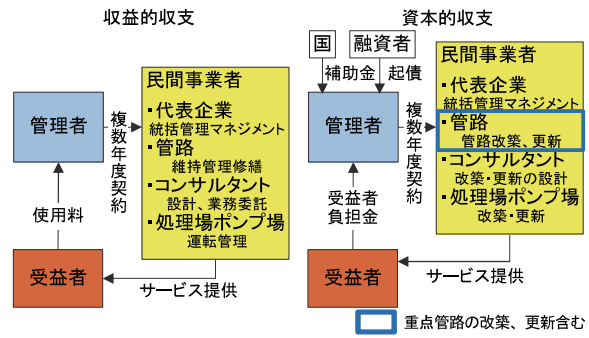 収益的収支
民間事業者
・代表企業
統括管理マネジメント
・管路
維持管理修繕
・コンサルタント
設計、業務委託
・処理場ポンプ場
運転管理
管理者
複数年度契約
使用料
受益者
サービス提供
資本的収支
国
融資者
補助金
起債
民間事業者
・代表企業
統括管理マネジメント
・管路
管路改築、更新
・コンサルタント
改築・更新の設計
・処理場ポンプ場
改築・更新
管理者
複数年度契約
受益者
負担金
受益者
サービス提供
重点管路の改築、更新含む